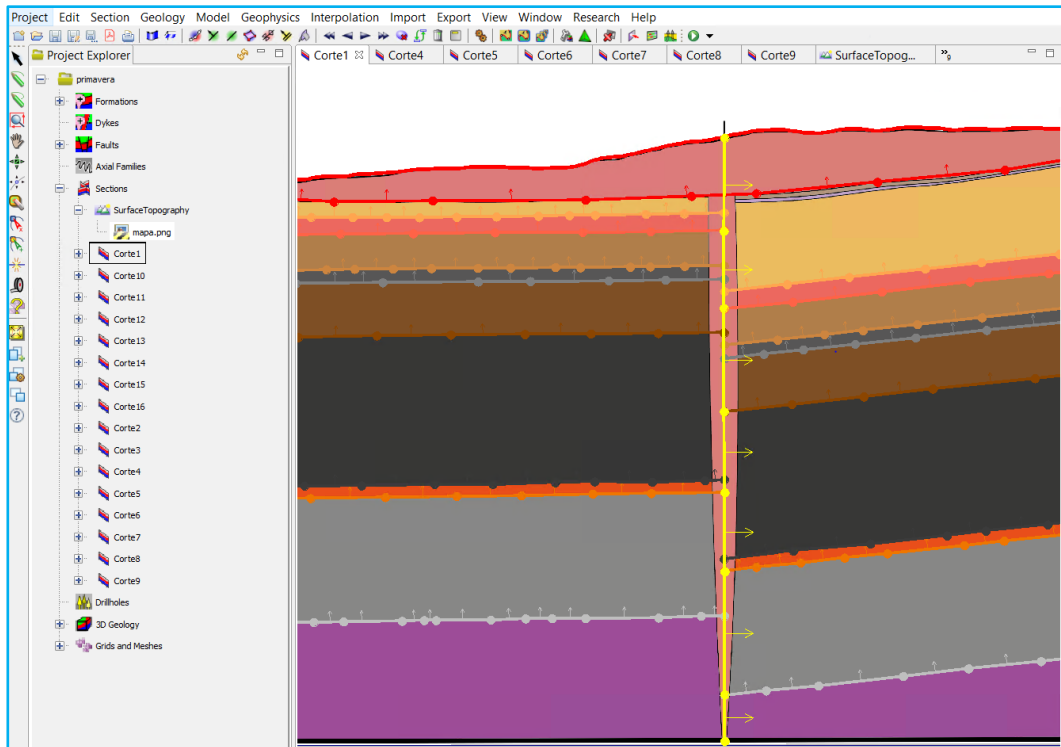 Project Edit Section Geology Model Geophysics Interpolation Import Export View Window Research Help
Project Explorer
Corte1 Corte4 Corte5 Corte6 Corte7 Corte8 Corte9 SurfaceTopog... »9
primavera
Formations
Dykes
Faults
Axial Families
Sections
SurfaceTopography
mapa.png
Corte1
Corte10
Corte11
Corte12
Corte13
Corte14
Corte15
Corte16
Corte2
Corte3
Corte4
Corte5
Corte6
Corte7
Corte8
Corte9
Drillholes
3D Geology
Grids and Meshes